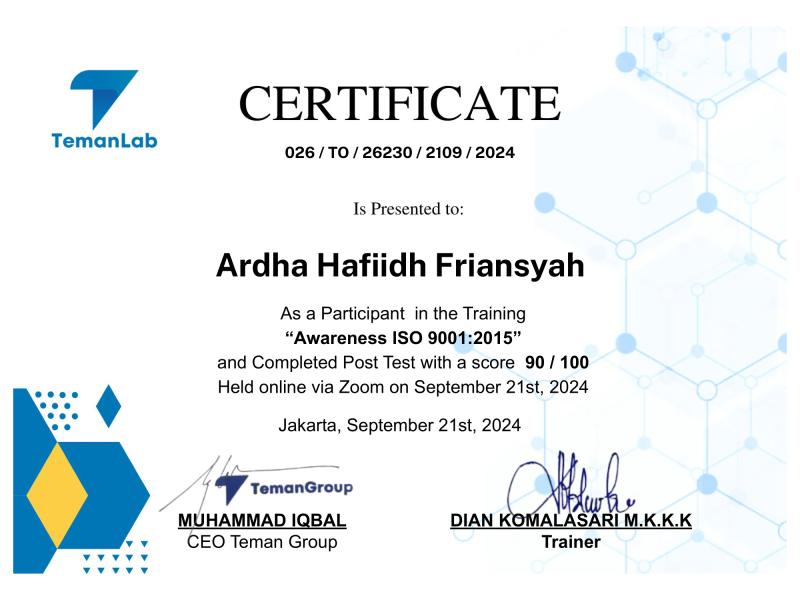 TemanLab
CERTIFICATE
026 / TO / 26230 / 2109 / 2024
Is Presented to:
Ardha Hafiidh Friansyah
As a Participant in the Training
“Awareness ISO 9001:2015”
and Completed Post Test with a score 90 / 100
Held online via Zoom on September 21st, 2024
Jakarta, September 21st, 2024
TemanGroup
MUHAMMAD IQBAL
CEO Teman Group
DIAN KOMALASARI M.K.K.K
Trainer